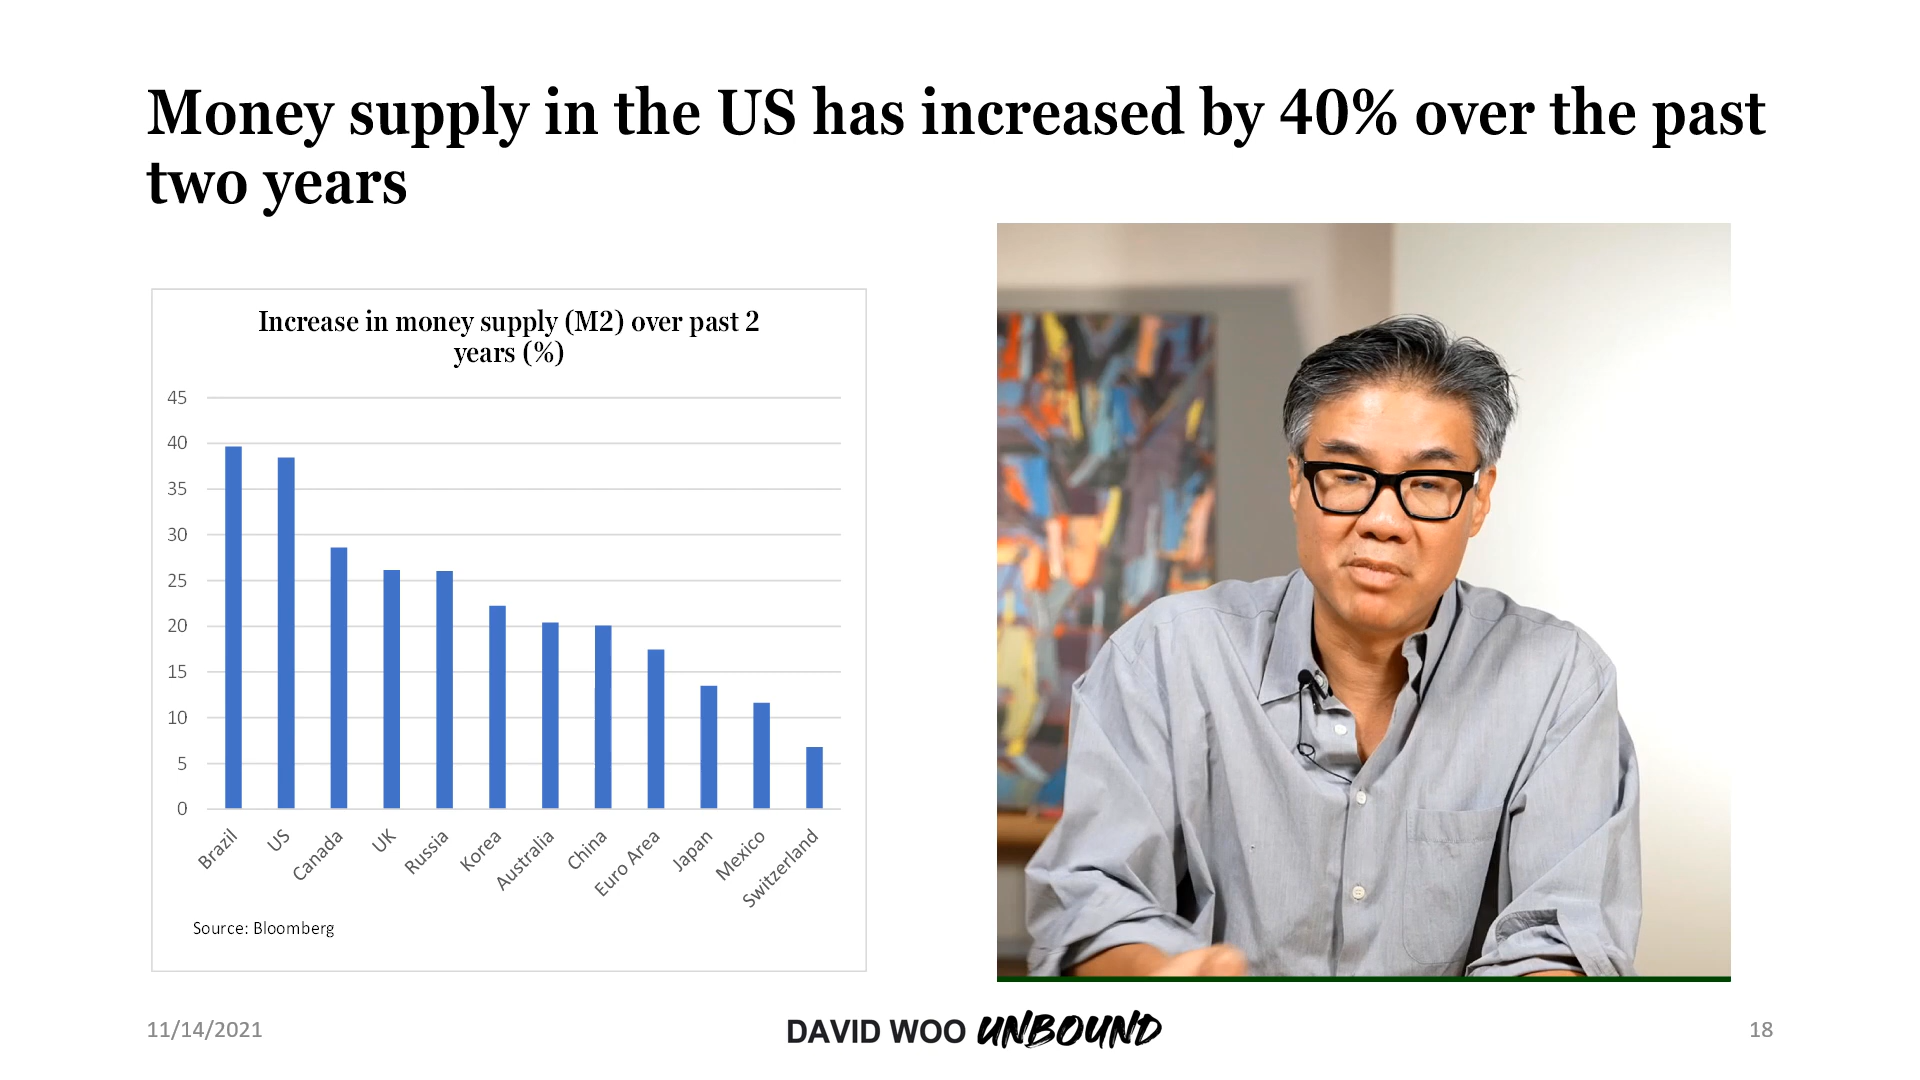 Money supply in the US has increased by 40% over the past
two years
Increase in money supply (M2) over past 2
years (%)
45
40
35
30
25
20
15
10
5
0
Brazil
US
Canada
UK
Russia
Korea
Australia
China
Euro Area
Japan
Mexico
Switzerland
Source: Bloomberg
11/14/2021
DAVID WOO UNBOUND
18